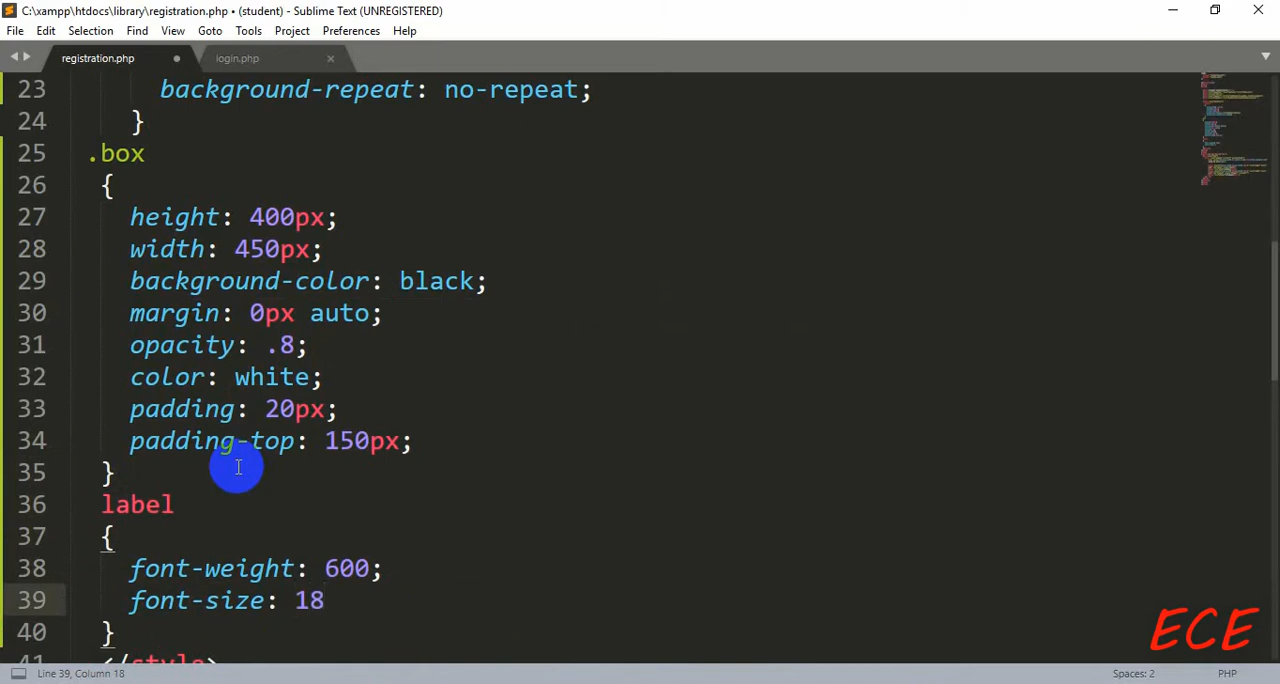 C:\xampp\htdocs\library\registration.php • (student) - Sublime Text (UNREGISTERED)
File Edit Selection Find View Goto Tools Project Preferences Help
registration.php login.php
23 background-repeat: no-repeat;
24 }
25 .box
26 {
27 height: 400px;
28 width: 450px;
29 background-color: black;
30 margin: 0px auto;
31 opacity: .8;
32 color: white;
33 padding: 20px;
34 padding-top: 150px;
35 }
36 label
37 {
38 font-weight: 600;
39 font-size: 18
40 }
41 </style>
ECE
Line 39, Column 18 Spaces: 2 PHP